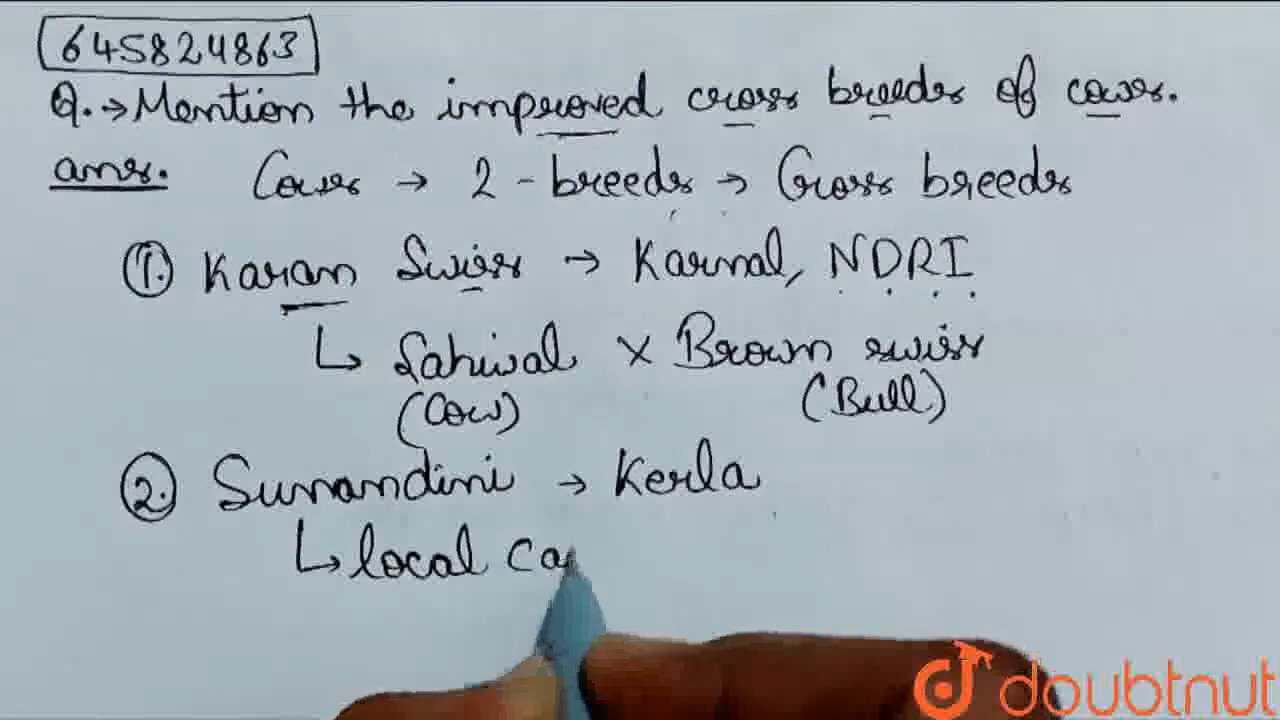 645824863
Q.→ Mention the improved cross breeds of cows.
ans. Cows → 2 - breeds → Cross breeds
1. Karan Swiss → Karnal, NDRI
↳ Sahiwal × Brown swiss
(Cow) (Bull)
2. Sunandini → Kerla
↳ local ca
doubtnut